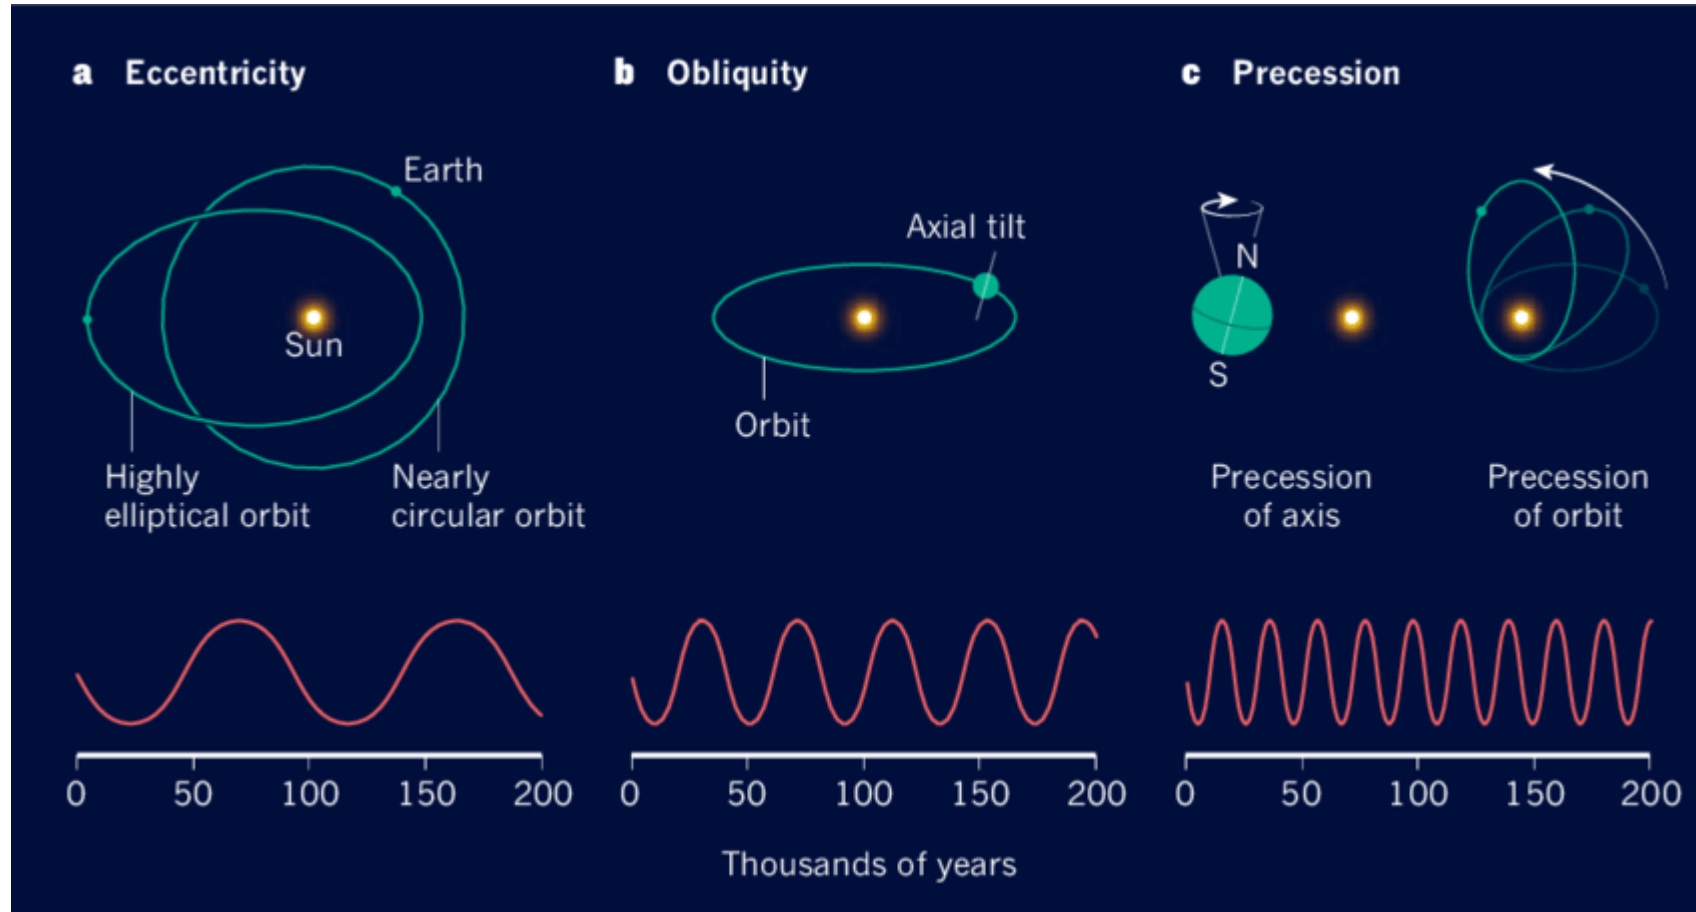 a Eccentricity
Earth
Sun
Highly
elliptical orbit
Nearly
circular orbit
0 50 100 150 200
b Obliquity
Axial tilt
Orbit
0 50 100 150 200
c Precession
N
S
Precession
of axis
Precession
of orbit
0 50 100 150 200
Thousands of years